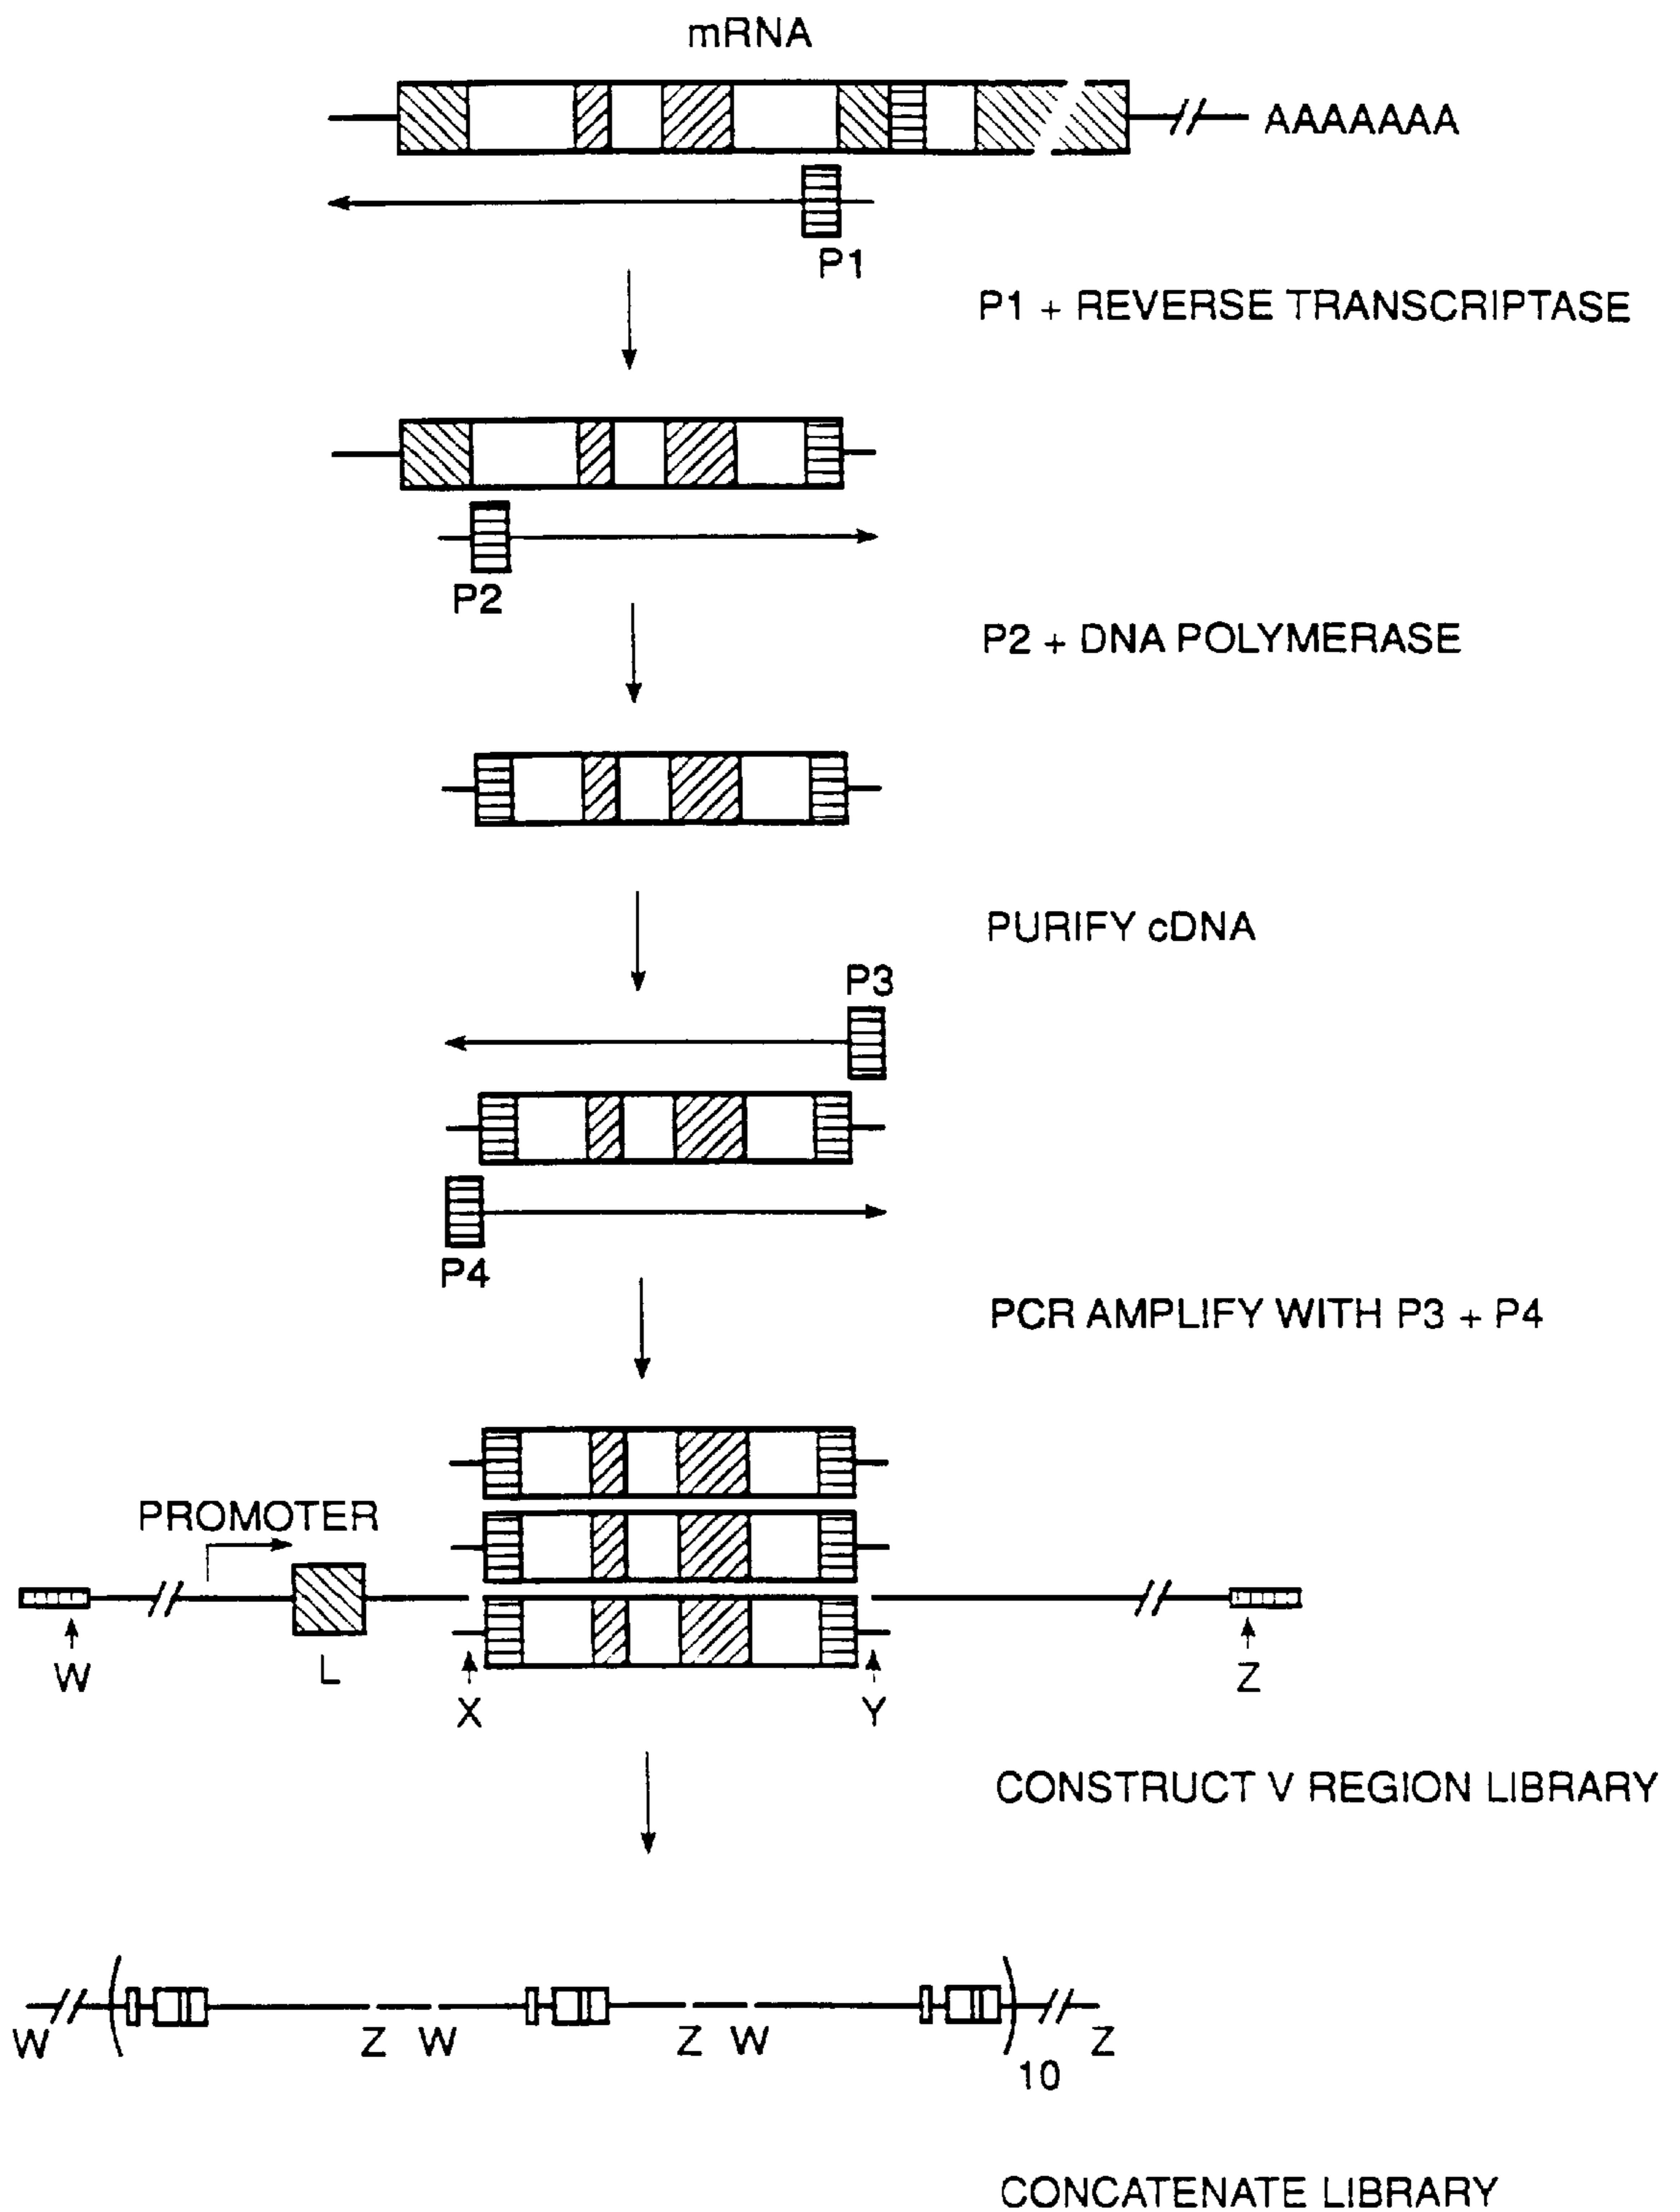 mRNA
AAAAAAA
P1
P1 + REVERSE TRANSCRIPTASE
P2
P2 + DNA POLYMERASE
PURIFY cDNA
P3
P4
PCR AMPLIFY WITH P3 + P4
PROMOTER
W
L
X
Y
Z
CONSTRUCT V REGION LIBRARY
W Z W Z W Z
10
CONCATENATE LIBRARY